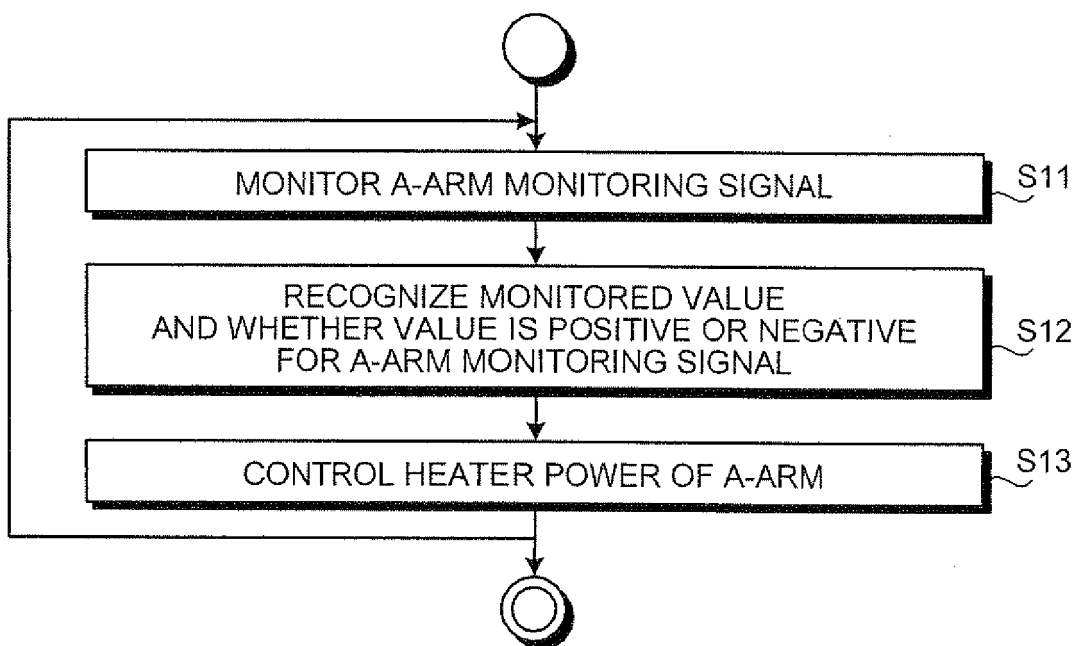 MONITOR A-ARM MONITORING SIGNAL
S11
RECOGNIZE MONITORED VALUE
AND WHETHER VALUE IS POSITIVE OR NEGATIVE
FOR A-ARM MONITORING SIGNAL
S12
CONTROL HEATER POWER OF A-ARM
S13